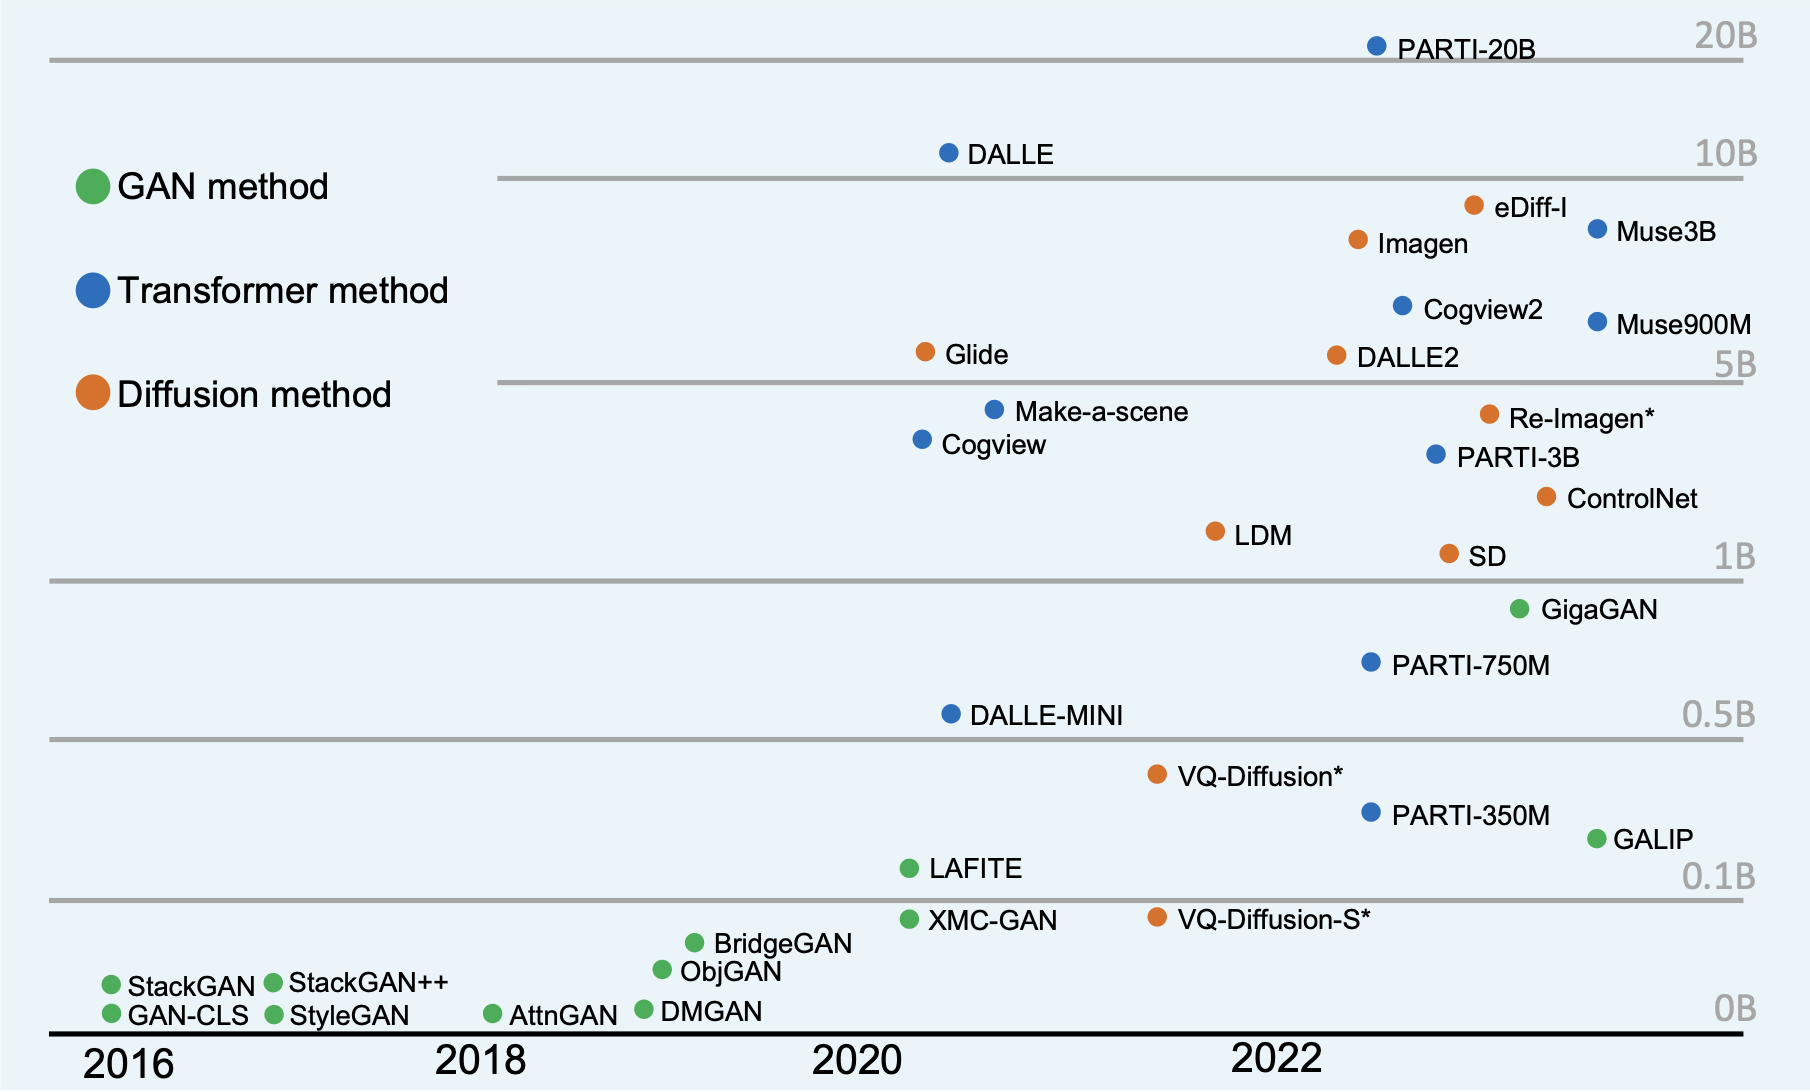 20B
PARTI-20B
10B
DALLE
GAN method
eDiff-I
Muse3B
Imagen
Transformer method
Cogview2
Muse900M
Glide
DALLE2
5B
Diffusion method
Make-a-scene
Re-Imagen*
Cogview
PARTI-3B
ControlNet
LDM
SD
1B
GigaGAN
PARTI-750M
DALLE-MINI
0.5B
VQ-Diffusion*
PARTI-350M
GALIP
LAFITE
0.1B
XMC-GAN
VQ-Diffusion-S*
BridgeGAN
ObjGAN
StackGAN
StackGAN++
GAN-CLS
StyleGAN
AttnGAN
DMGAN
0B
2016
2018
2020
2022